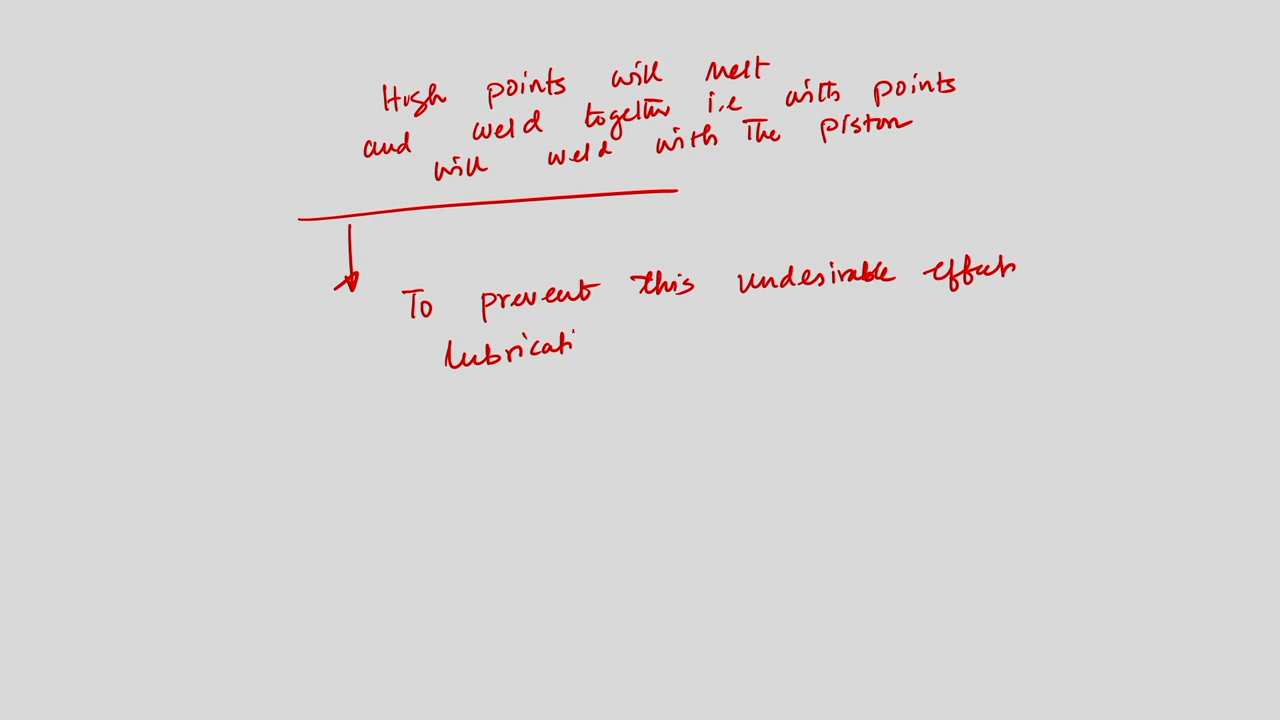 High points will melt
and weld together i.e with points
will weld with The piston
To prevent this undesirable effect
lubricati